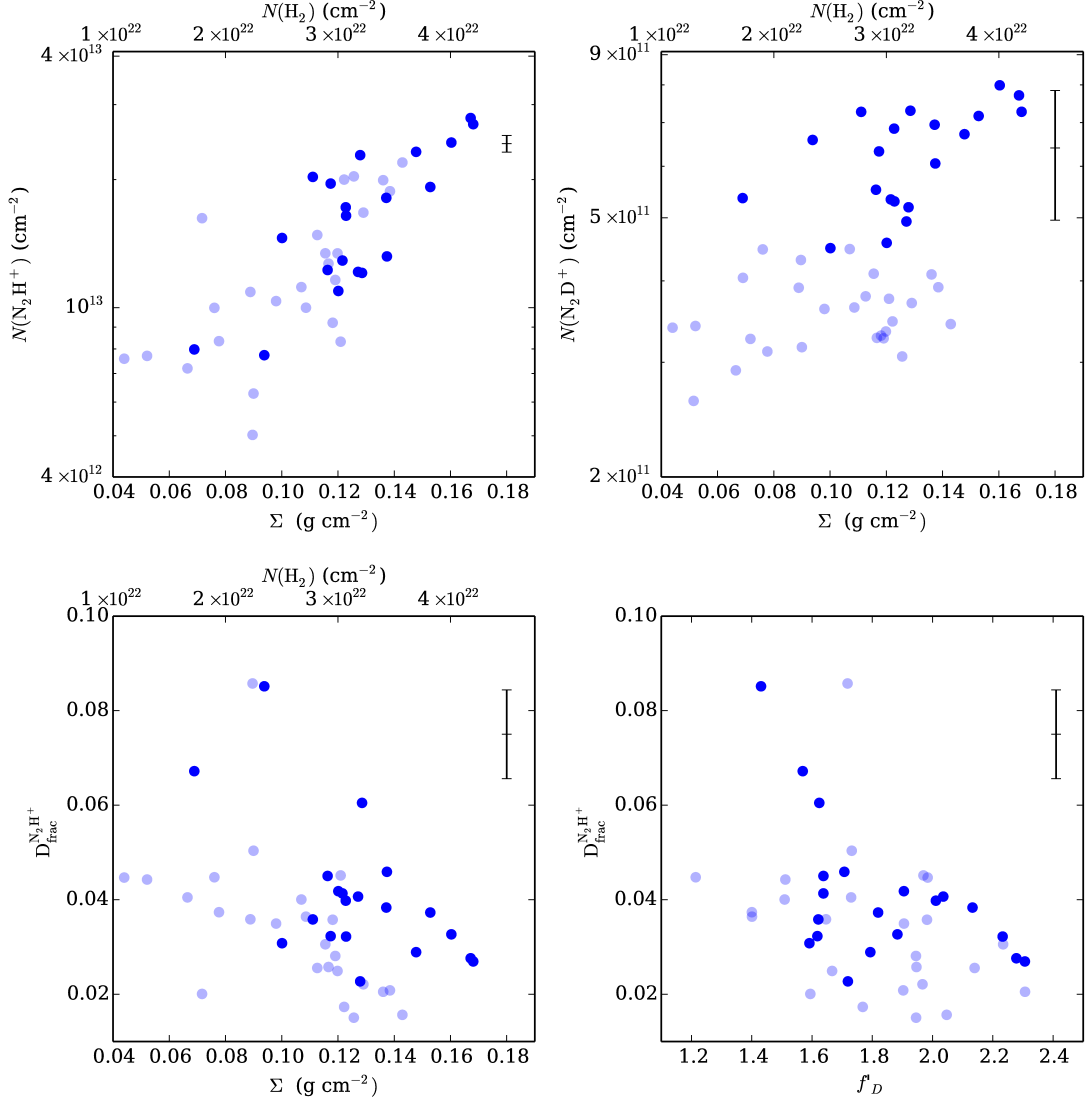 N(H₂) (cm⁻²)
1×10²² 2×10²² 3×10²² 4×10²²
4×10¹³
10¹³
4×10¹²
N(N₂H⁺) (cm⁻²)
0.04 0.06 0.08 0.10 0.12 0.14 0.16 0.18
Σ (g cm⁻²)
N(H₂) (cm⁻²)
1×10²² 2×10²² 3×10²² 4×10²²
9×10¹¹
5×10¹¹
2×10¹¹
N(N₂D⁺) (cm⁻²)
0.04 0.06 0.08 0.10 0.12 0.14 0.16 0.18
Σ (g cm⁻²)
N(H₂) (cm⁻²)
1×10²² 2×10²² 3×10²² 4×10²²
0.10
0.08
0.06
0.04
0.02
D_frac^N₂H⁺
0.04 0.06 0.08 0.10 0.12 0.14 0.16 0.18
Σ (g cm⁻²)
0.10
0.08
0.06
0.04
0.02
D_frac^N₂H⁺
1.2 1.4 1.6 1.8 2.0 2.2 2.4
f'_D